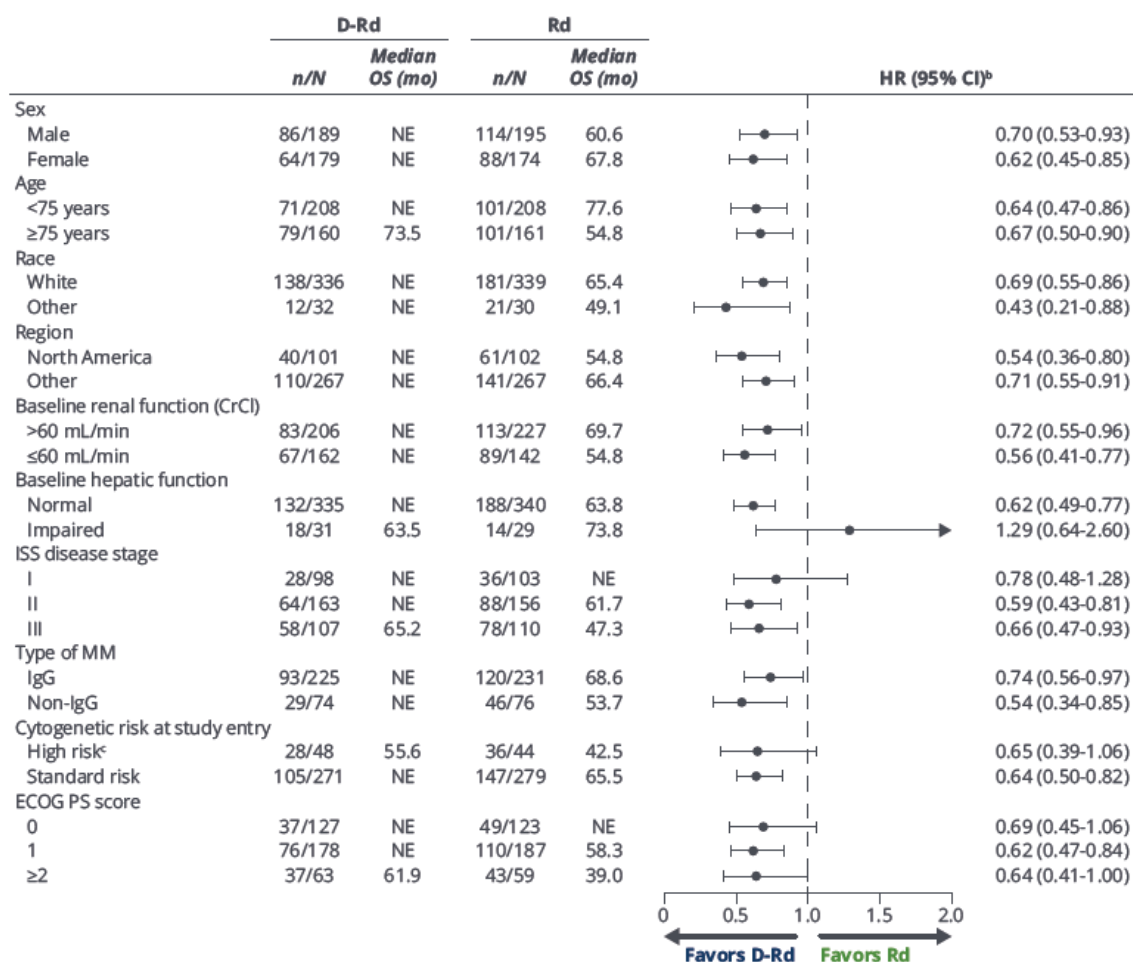 D-Rd Rd
n/N Median OS (mo) n/N Median OS (mo) HR (95% CI)ᵇ
Sex
Male 86/189 NE 114/195 60.6 0.70 (0.53-0.93)
Female 64/179 NE 88/174 67.8 0.62 (0.45-0.85)
Age
<75 years 71/208 NE 101/208 77.6 0.64 (0.47-0.86)
≥75 years 79/160 73.5 101/161 54.8 0.67 (0.50-0.90)
Race
White 138/336 NE 181/339 65.4 0.69 (0.55-0.86)
Other 12/32 NE 21/30 49.1 0.43 (0.21-0.88)
Region
North America 40/101 NE 61/102 54.8 0.54 (0.36-0.80)
Other 110/267 NE 141/267 66.4 0.71 (0.55-0.91)
Baseline renal function (CrCl)
>60 mL/min 83/206 NE 113/227 69.7 0.72 (0.55-0.96)
≤60 mL/min 67/162 NE 89/142 54.8 0.56 (0.41-0.77)
Baseline hepatic function
Normal 132/335 NE 188/340 63.8 0.62 (0.49-0.77)
Impaired 18/31 63.5 14/29 73.8 1.29 (0.64-2.60)
ISS disease stage
I 28/98 NE 36/103 NE 0.78 (0.48-1.28)
II 64/163 NE 88/156 61.7 0.59 (0.43-0.81)
III 58/107 65.2 78/110 47.3 0.66 (0.47-0.93)
Type of MM
IgG 93/225 NE 120/231 68.6 0.74 (0.56-0.97)
Non-IgG 29/74 NE 46/76 53.7 0.54 (0.34-0.85)
Cytogenetic risk at study entry
High riskᶜ 28/48 55.6 36/44 42.5 0.65 (0.39-1.06)
Standard risk 105/271 NE 147/279 65.5 0.64 (0.50-0.82)
ECOG PS score
0 37/127 NE 49/123 NE 0.69 (0.45-1.06)
1 76/178 NE 110/187 58.3 0.62 (0.47-0.84)
≥2 37/63 61.9 43/59 39.0 0.64 (0.41-1.00)
0 0.5 1.0 1.5 2.0
Favors D-Rd Favors Rd